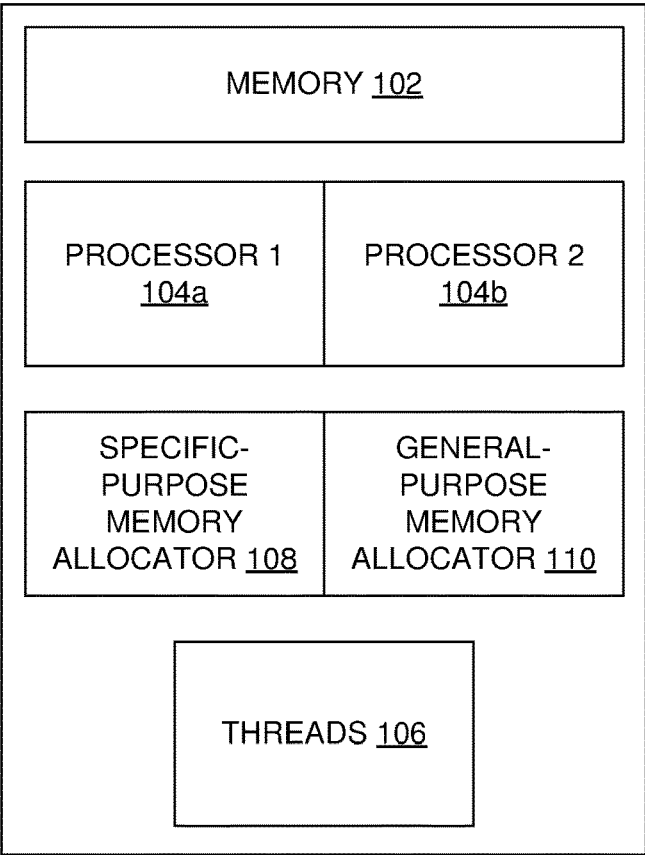 MEMORY 102
PROCESSOR 1
104a
PROCESSOR 2
104b
SPECIFIC-
PURPOSE
MEMORY
ALLOCATOR 108
GENERAL-
PURPOSE
MEMORY
ALLOCATOR 110
THREADS 106